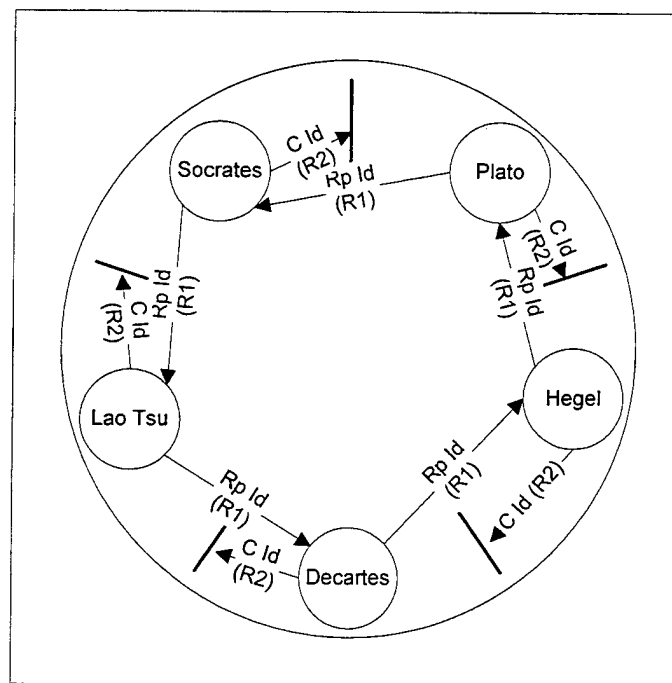 C Id
(R2)
Socrates
Plato
Rp Id
(R1)
C Id
(R2)
Rp Id
(R1)
Rp Id
(R1)
C Id
(R2)
Lao Tsu
Hegel
Rp Id
(R1)
Rp Id
(R1)
C Id (R2)
C Id
(R2)
Decartes